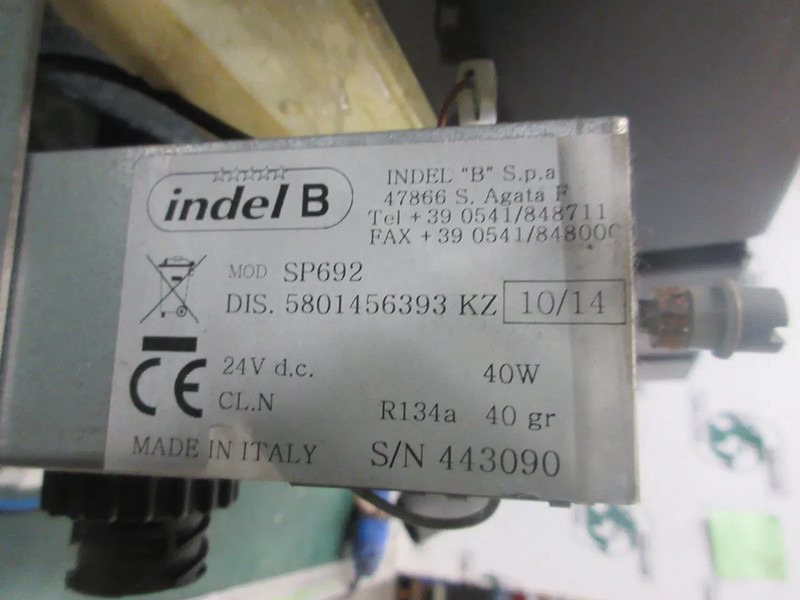 indel B
INDEL "B" S.p.a
47866 S. Agata F
Tel +39 0541/848711
FAX +39 0541/848000
MOD SP692
DIS. 5801456393 KZ 10/14
CE
24V d.c. 40W
CL.N
R134a 40 gr
MADE IN ITALY S/N 443090